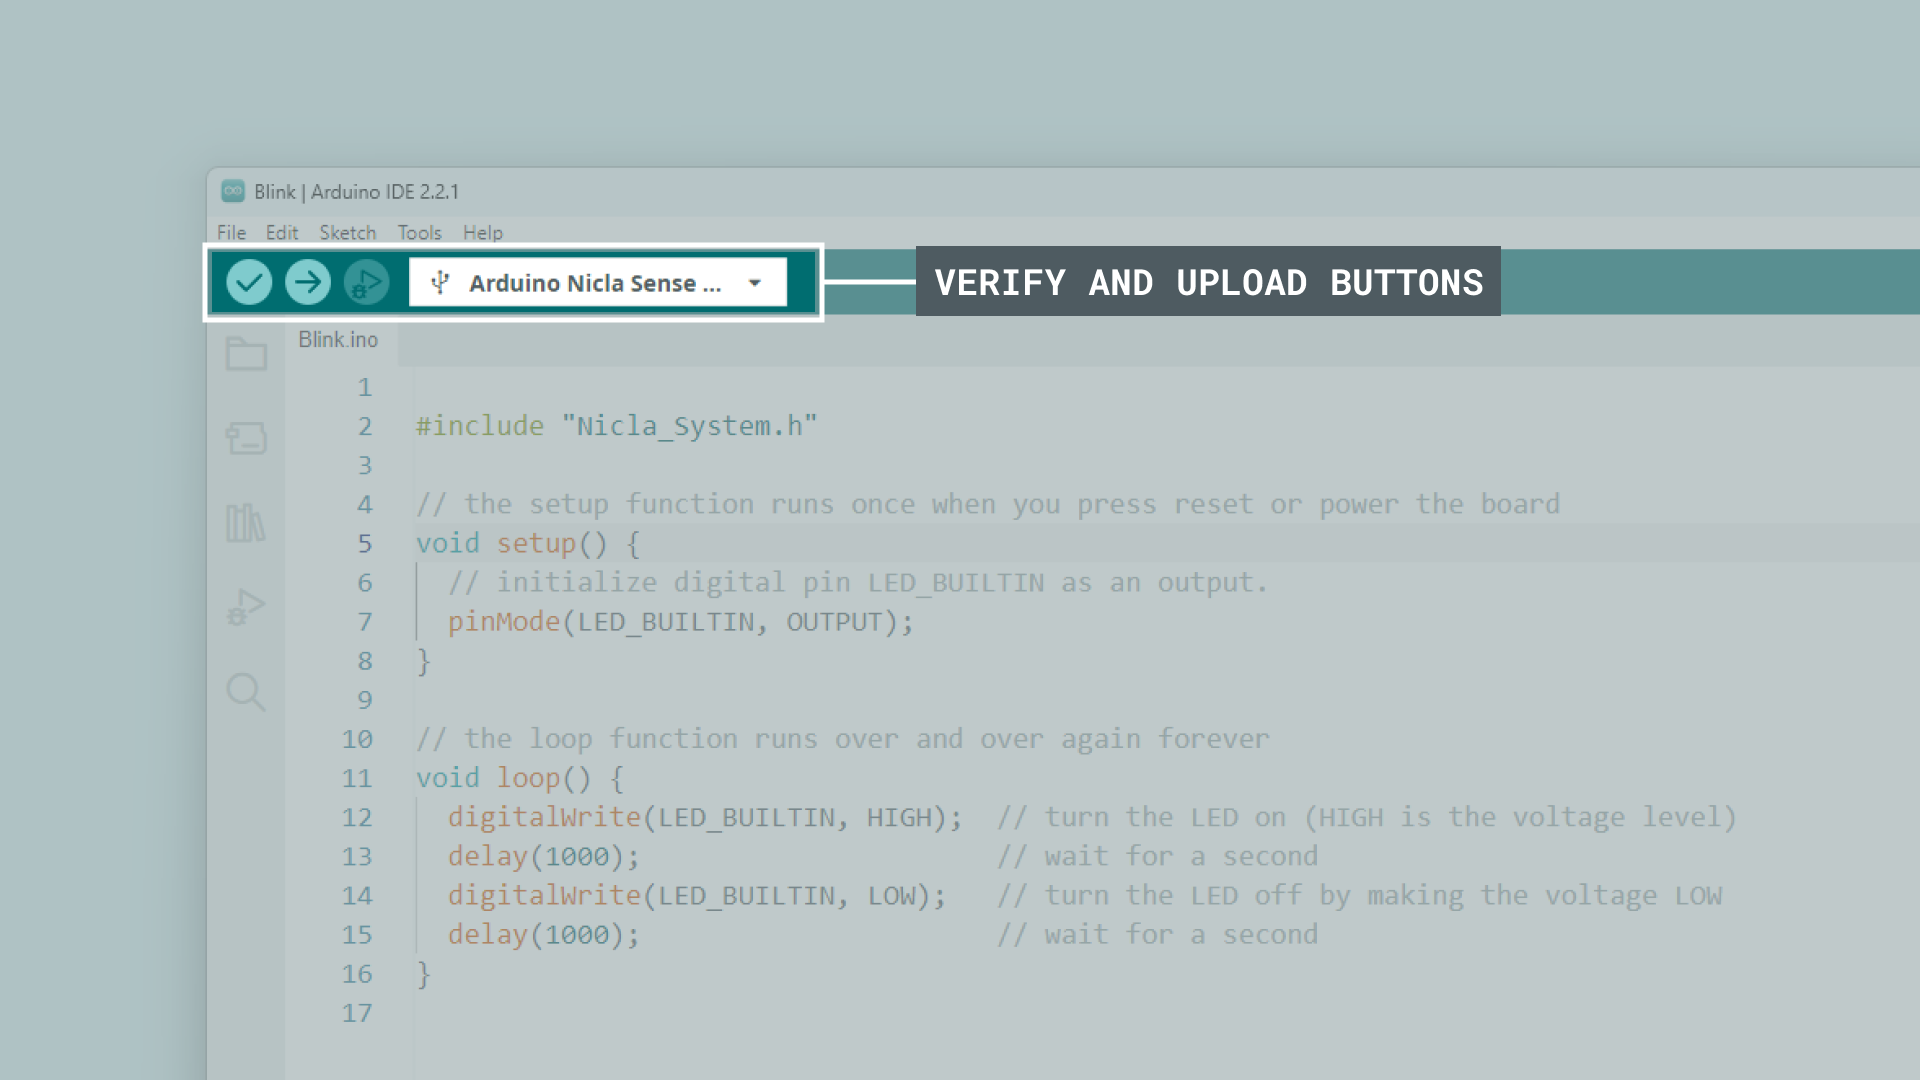 Blink | Arduino IDE 2.2.1
File Edit Sketch Tools Help
Arduino Nicla Sense ...
VERIFY AND UPLOAD BUTTONS
Blink.ino
1
2 #include "Nicla_System.h"
3
4 // the setup function runs once when you press reset or power the board
5 void setup() {
6   // initialize digital pin LED_BUILTIN as an output.
7   pinMode(LED_BUILTIN, OUTPUT);
8 }
9
10 // the loop function runs over and over again forever
11 void loop() {
12   digitalWrite(LED_BUILTIN, HIGH);  // turn the LED on (HIGH is the voltage level)
13   delay(1000);                      // wait for a second
14   digitalWrite(LED_BUILTIN, LOW);   // turn the LED off by making the voltage LOW
15   delay(1000);                      // wait for a second
16 }
17